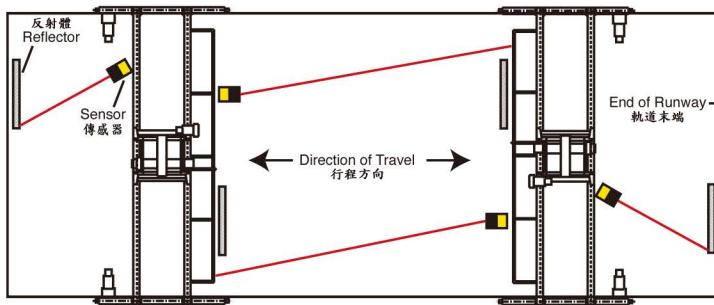 反射體
Reflector
Sensor
傳感器
End of Runway
軌道末端
Direction of Travel
行程方向